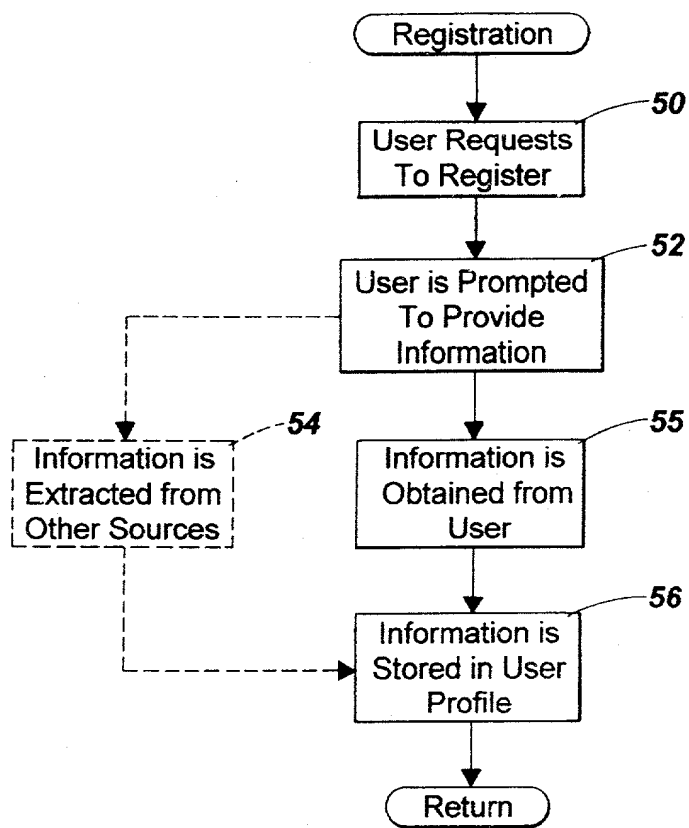 Registration
50
User Requests
To Register
52
User is Prompted
To Provide
Information
54
Information is
Extracted from
Other Sources
55
Information is
Obtained from
User
56
Information is
Stored in User
Profile
Return